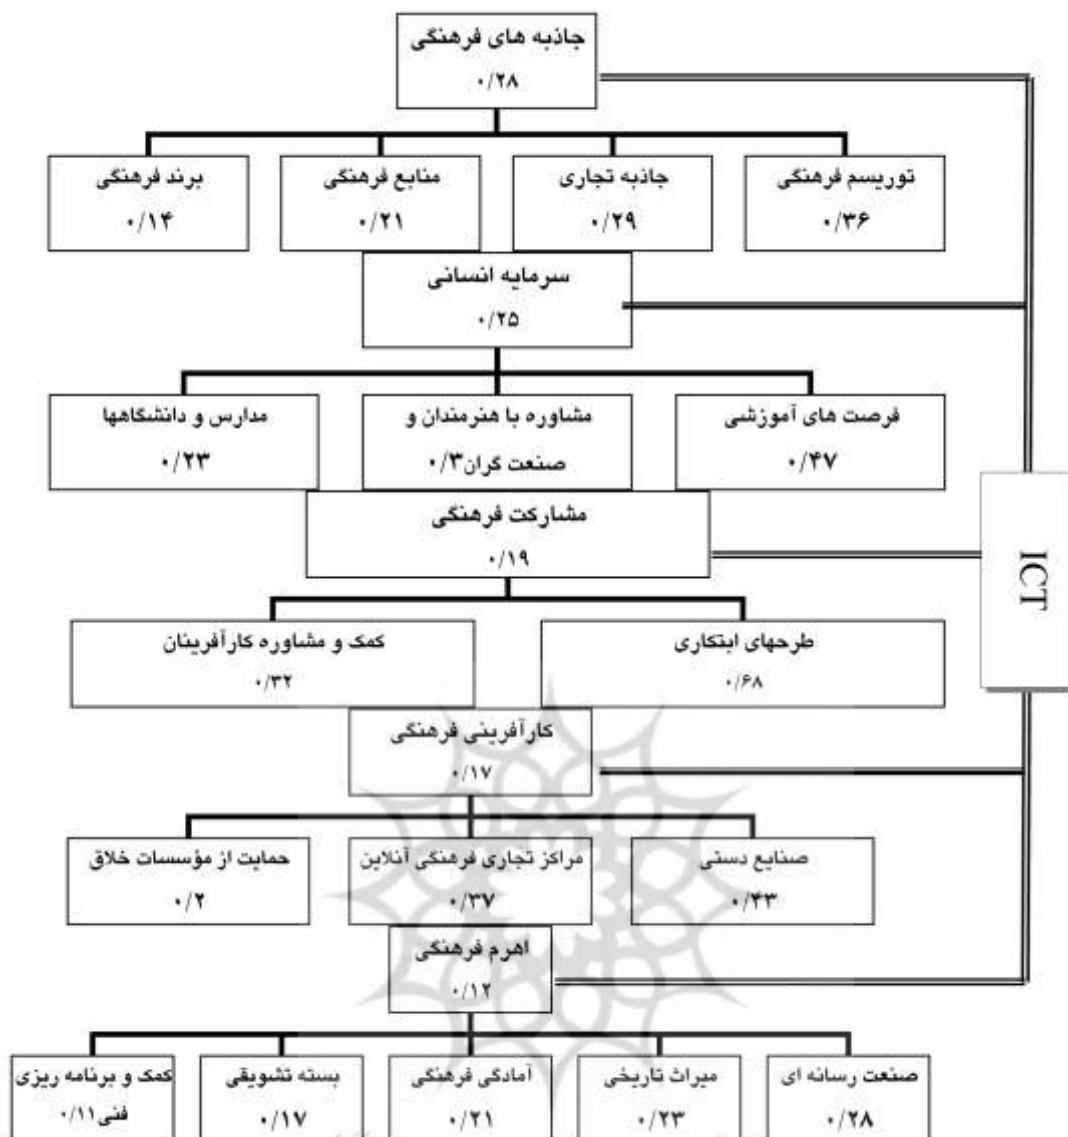 جاذبه های فرهنگی
۰/۲۸
توریسم فرهنگی
۰/۳۶
جاذبه تجاری
۰/۲۹
منابع فرهنگی
۰/۲۱
برند فرهنگی
۰/۱۴
سرمایه انسانی
۰/۲۵
فرصت های آموزشی
۰/۴۷
مشاوره با هنرمندان و
صنعت گران۰/۳
مدارس و دانشگاهها
۰/۲۳
ICT
مشارکت فرهنگی
۰/۱۹
طرحهای ابتکاری
۰/۶۸
کمک و مشاوره کارآفرینان
۰/۳۲
کارآفرینی فرهنگی
۰/۱۷
صنایع دستی
۰/۴۳
مراکز تجاری فرهنگی آنلاین
۰/۳۷
حمایت از مؤسسات خلاق
۰/۲
اهرم فرهنگی
۰/۱۲
صنعت رسانه ای
۰/۲۸
میراث تاریخی
۰/۲۳
آمادگی فرهنگی
۰/۲۱
بسته تشویقی
۰/۱۷
کمک و برنامه ریزی
فنی۰/۱۱